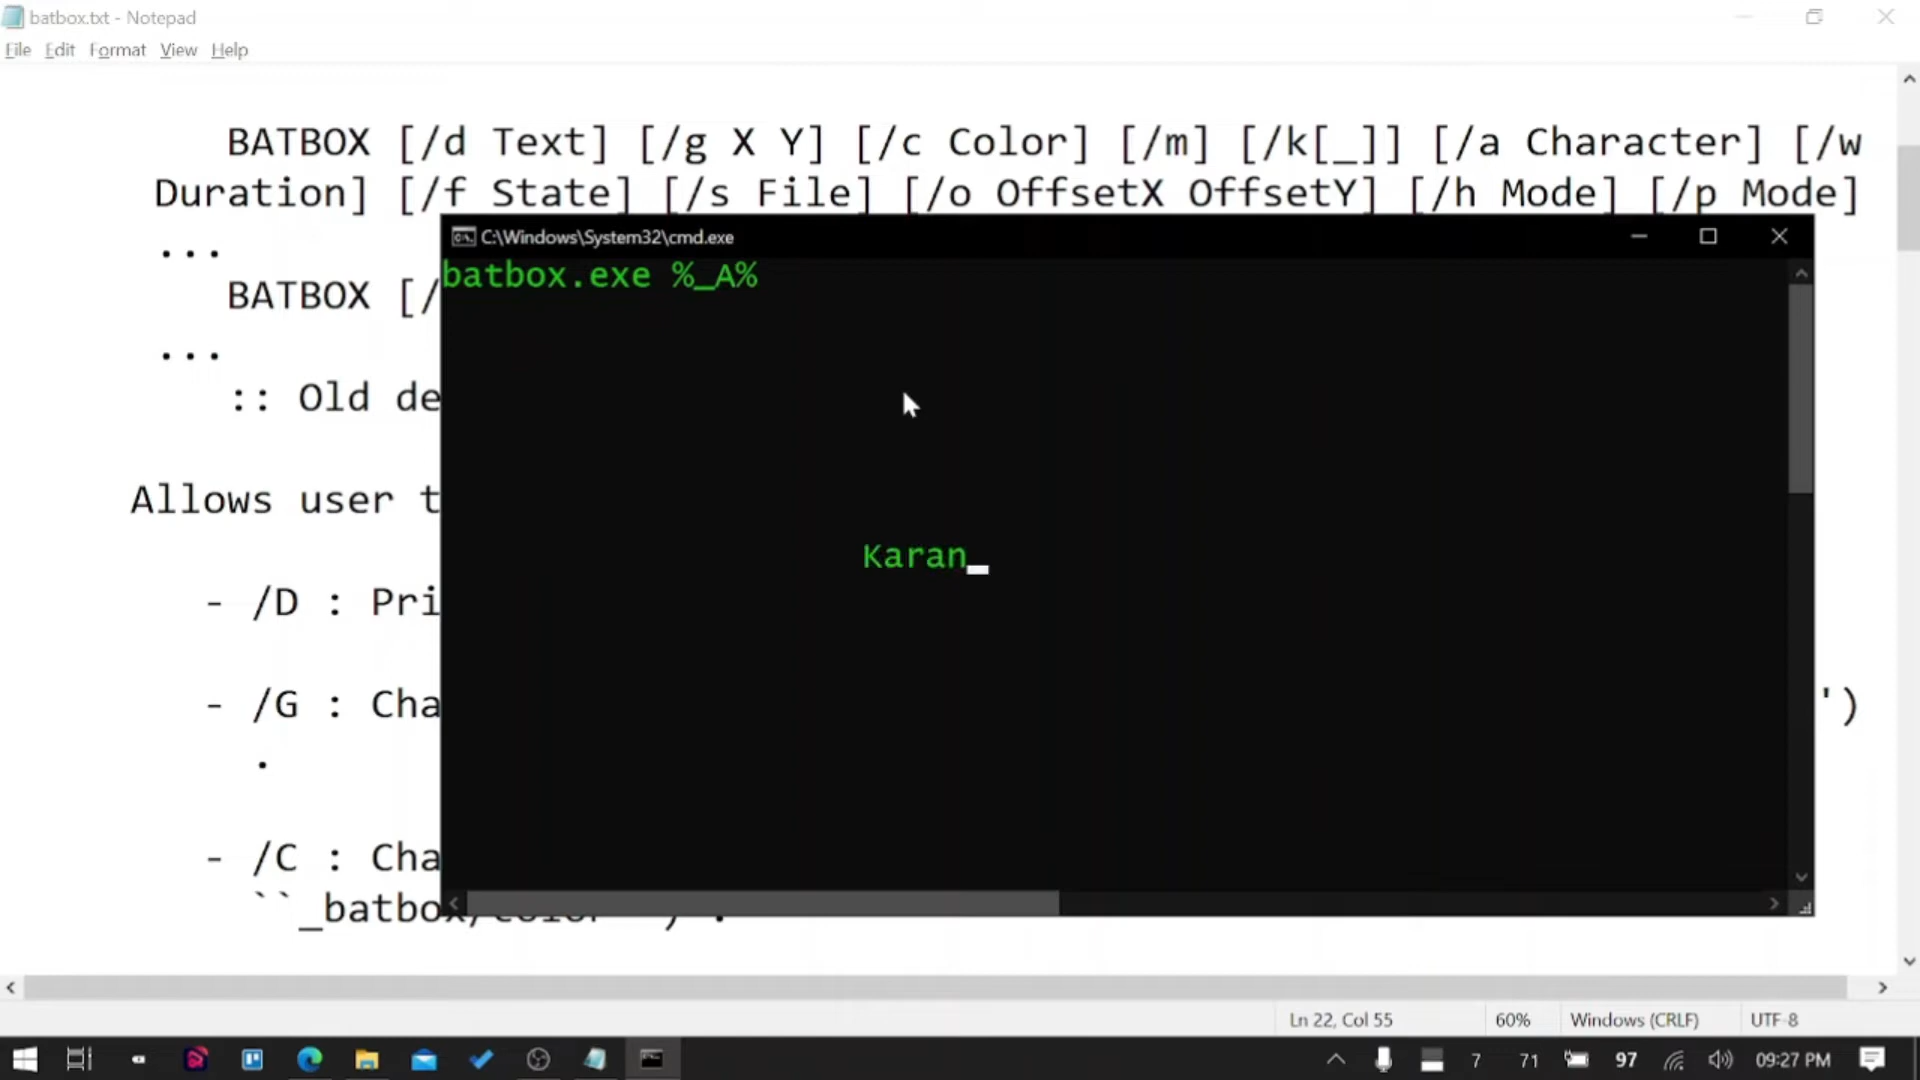 batbox.txt - Notepad
File Edit Format View Help
BATBOX [/d Text] [/g X Y] [/c Color] [/m] [/k[_]] [/a Character] [/w
Duration] [/f State] [/s File] [/o OffsetX OffsetY] [/h Mode] [/p Mode]
...
C:\Windows\System32\cmd.exe
batbox.exe %_A%
BATBOX [/
...
:: Old de
Allows user t
Karan_
- /D : Pri
- /G : Cha ')
.
- /C : Cha
``_batbox/color
Ln 22, Col 55 60% Windows (CRLF) UTF-8
7 71 97 09:27 PM